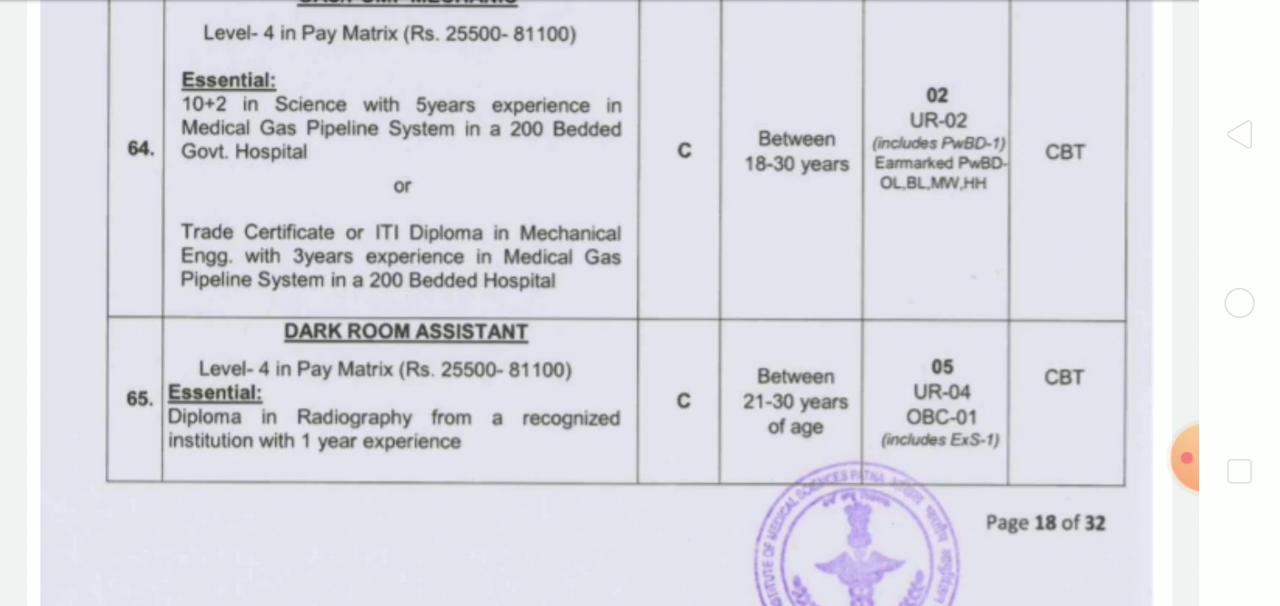 Level- 4 in Pay Matrix (Rs. 25500- 81100)
Essential:
10+2 in Science with 5years experience in
Medical Gas Pipeline System in a 200 Bedded
Govt. Hospital
or
Trade Certificate or ITI Diploma in Mechanical
Engg. with 3years experience in Medical Gas
Pipeline System in a 200 Bedded Hospital
64.
C
Between
18-30 years
02
UR-02
(includes PwBD-1)
Earmarked PwBD-
OL,BL,MW,HH
CBT
65.
DARK ROOM ASSISTANT
Level- 4 in Pay Matrix (Rs. 25500- 81100)
Essential:
Diploma in Radiography from a recognized
institution with 1 year experience
C
Between
21-30 years
of age
05
UR-04
OBC-01
(includes ExS-1)
CBT
OF MEDICAL SCIENCES PATNA
Page 18 of 32